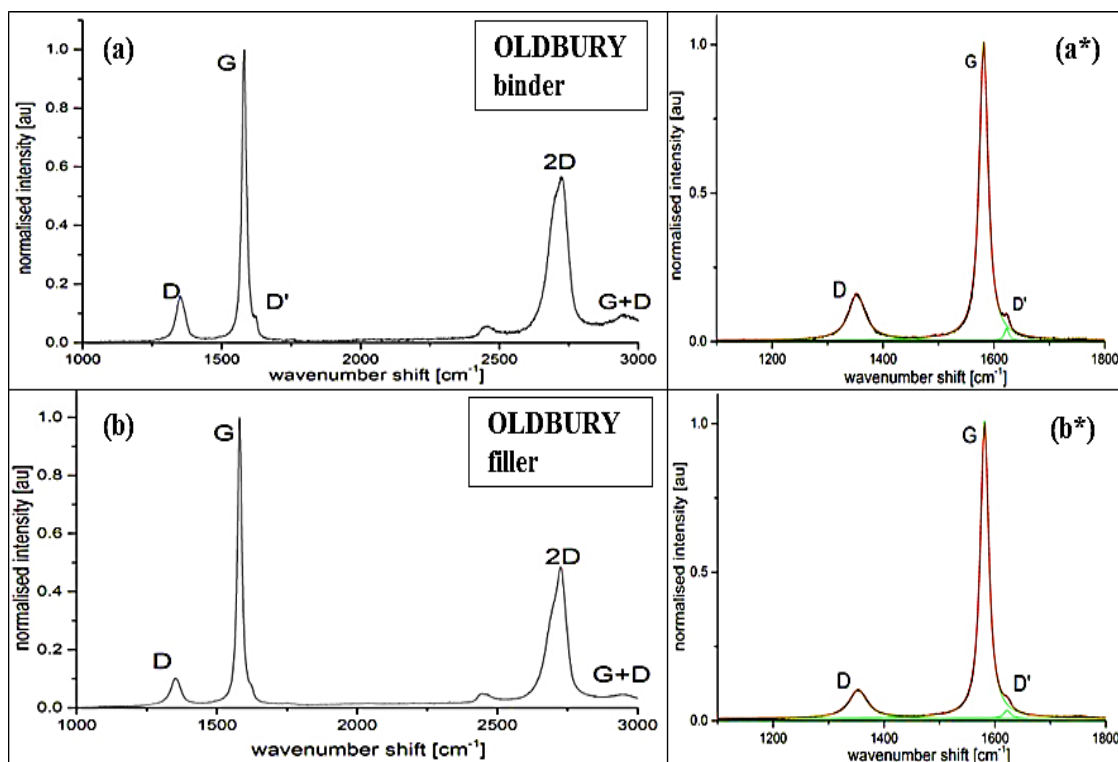 (a)
OLDBURY
binder
normalised intensity [au]
1.0
0.8
0.6
0.4
0.2
0.0
G
D
D'
2D
G+D
1000 1500 2000 2500 3000
wavenumber shift [cm⁻¹]
(a*)
normalised intensity [au]
1.0
0.5
0.0
G
D
D'
1200 1400 1600 1800
wavenumber shift [cm⁻¹]
(b)
OLDBURY
filler
normalised intensity [au]
1.0
0.8
0.6
0.4
0.2
0.0
G
D
2D
G+D
1000 1500 2000 2500 3000
wavenumber shift [cm⁻¹]
(b*)
normalised intensity [au]
1.0
0.5
0.0
G
D
D'
1200 1400 1600 1800
wavenumber shift [cm⁻¹]